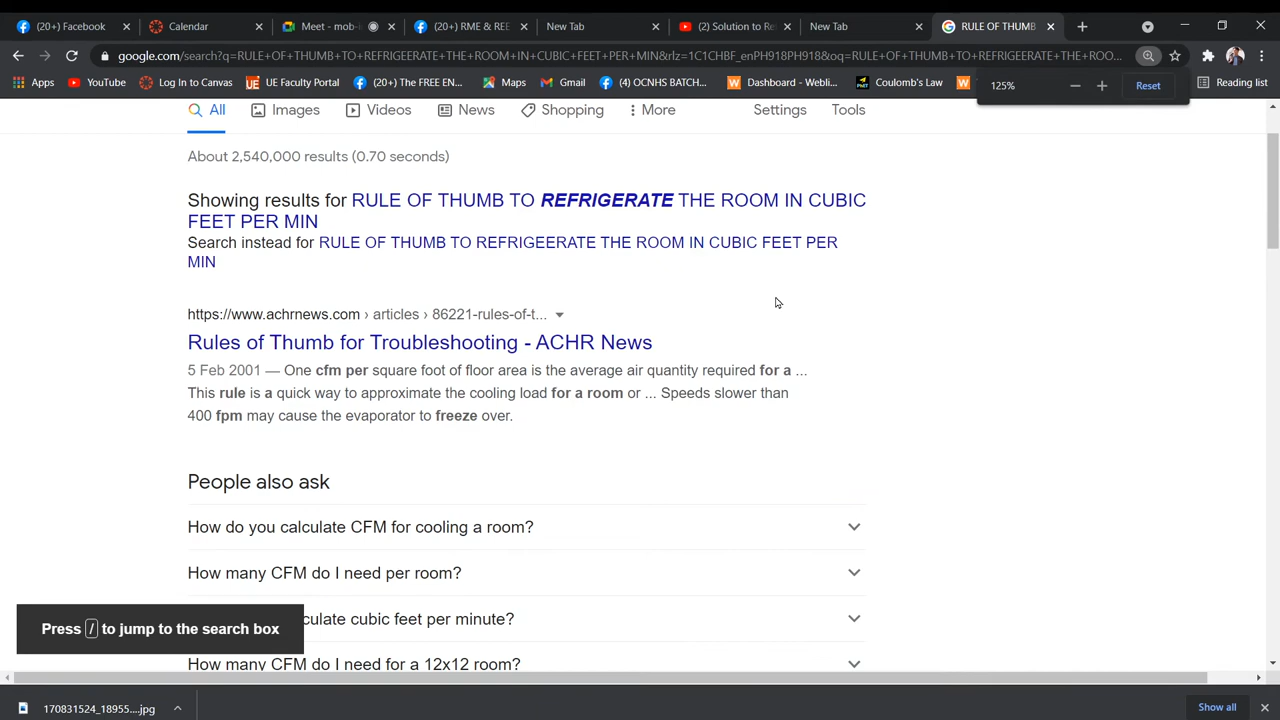 (20+) Facebook
Calendar
Meet - mob-i
(20+) RME & REE
New Tab
(2) Solution to Re
New Tab
RULE OF THUMB
google.com/search?q=RULE+OF+THUMB+TO+REFRIGEERATE+THE+ROOM+IN+CUBIC+FEET+PER+MIN&rlz=1C1CHBF_enPH918PH918&oq=RULE+OF+THUMB+TO+REFRIGEERATE+THE+ROO...
Apps
YouTube
Log In to Canvas
UE Faculty Portal
(20+) The FREE EN...
Maps
Gmail
(4) OCNHS BATCH...
Dashboard - Webli...
Coulomb's Law
Reading list
125%
Reset
All
Images
Videos
News
Shopping
More
Settings
Tools
About 2,540,000 results (0.70 seconds)
Showing results for RULE OF THUMB TO REFRIGERATE THE ROOM IN CUBIC
FEET PER MIN
Search instead for RULE OF THUMB TO REFRIGEERATE THE ROOM IN CUBIC FEET PER
MIN
https://www.achrnews.com › articles › 86221-rules-of-t...
Rules of Thumb for Troubleshooting - ACHR News
5 Feb 2001 — One cfm per square foot of floor area is the average air quantity required for a ...
This rule is a quick way to approximate the cooling load for a room or ... Speeds slower than
400 fpm may cause the evaporator to freeze over.
People also ask
How do you calculate CFM for cooling a room?
How many CFM do I need per room?
culate cubic feet per minute?
Press / to jump to the search box
How many CFM do I need for a 12x12 room?
170831524_18955....jpg
Show all